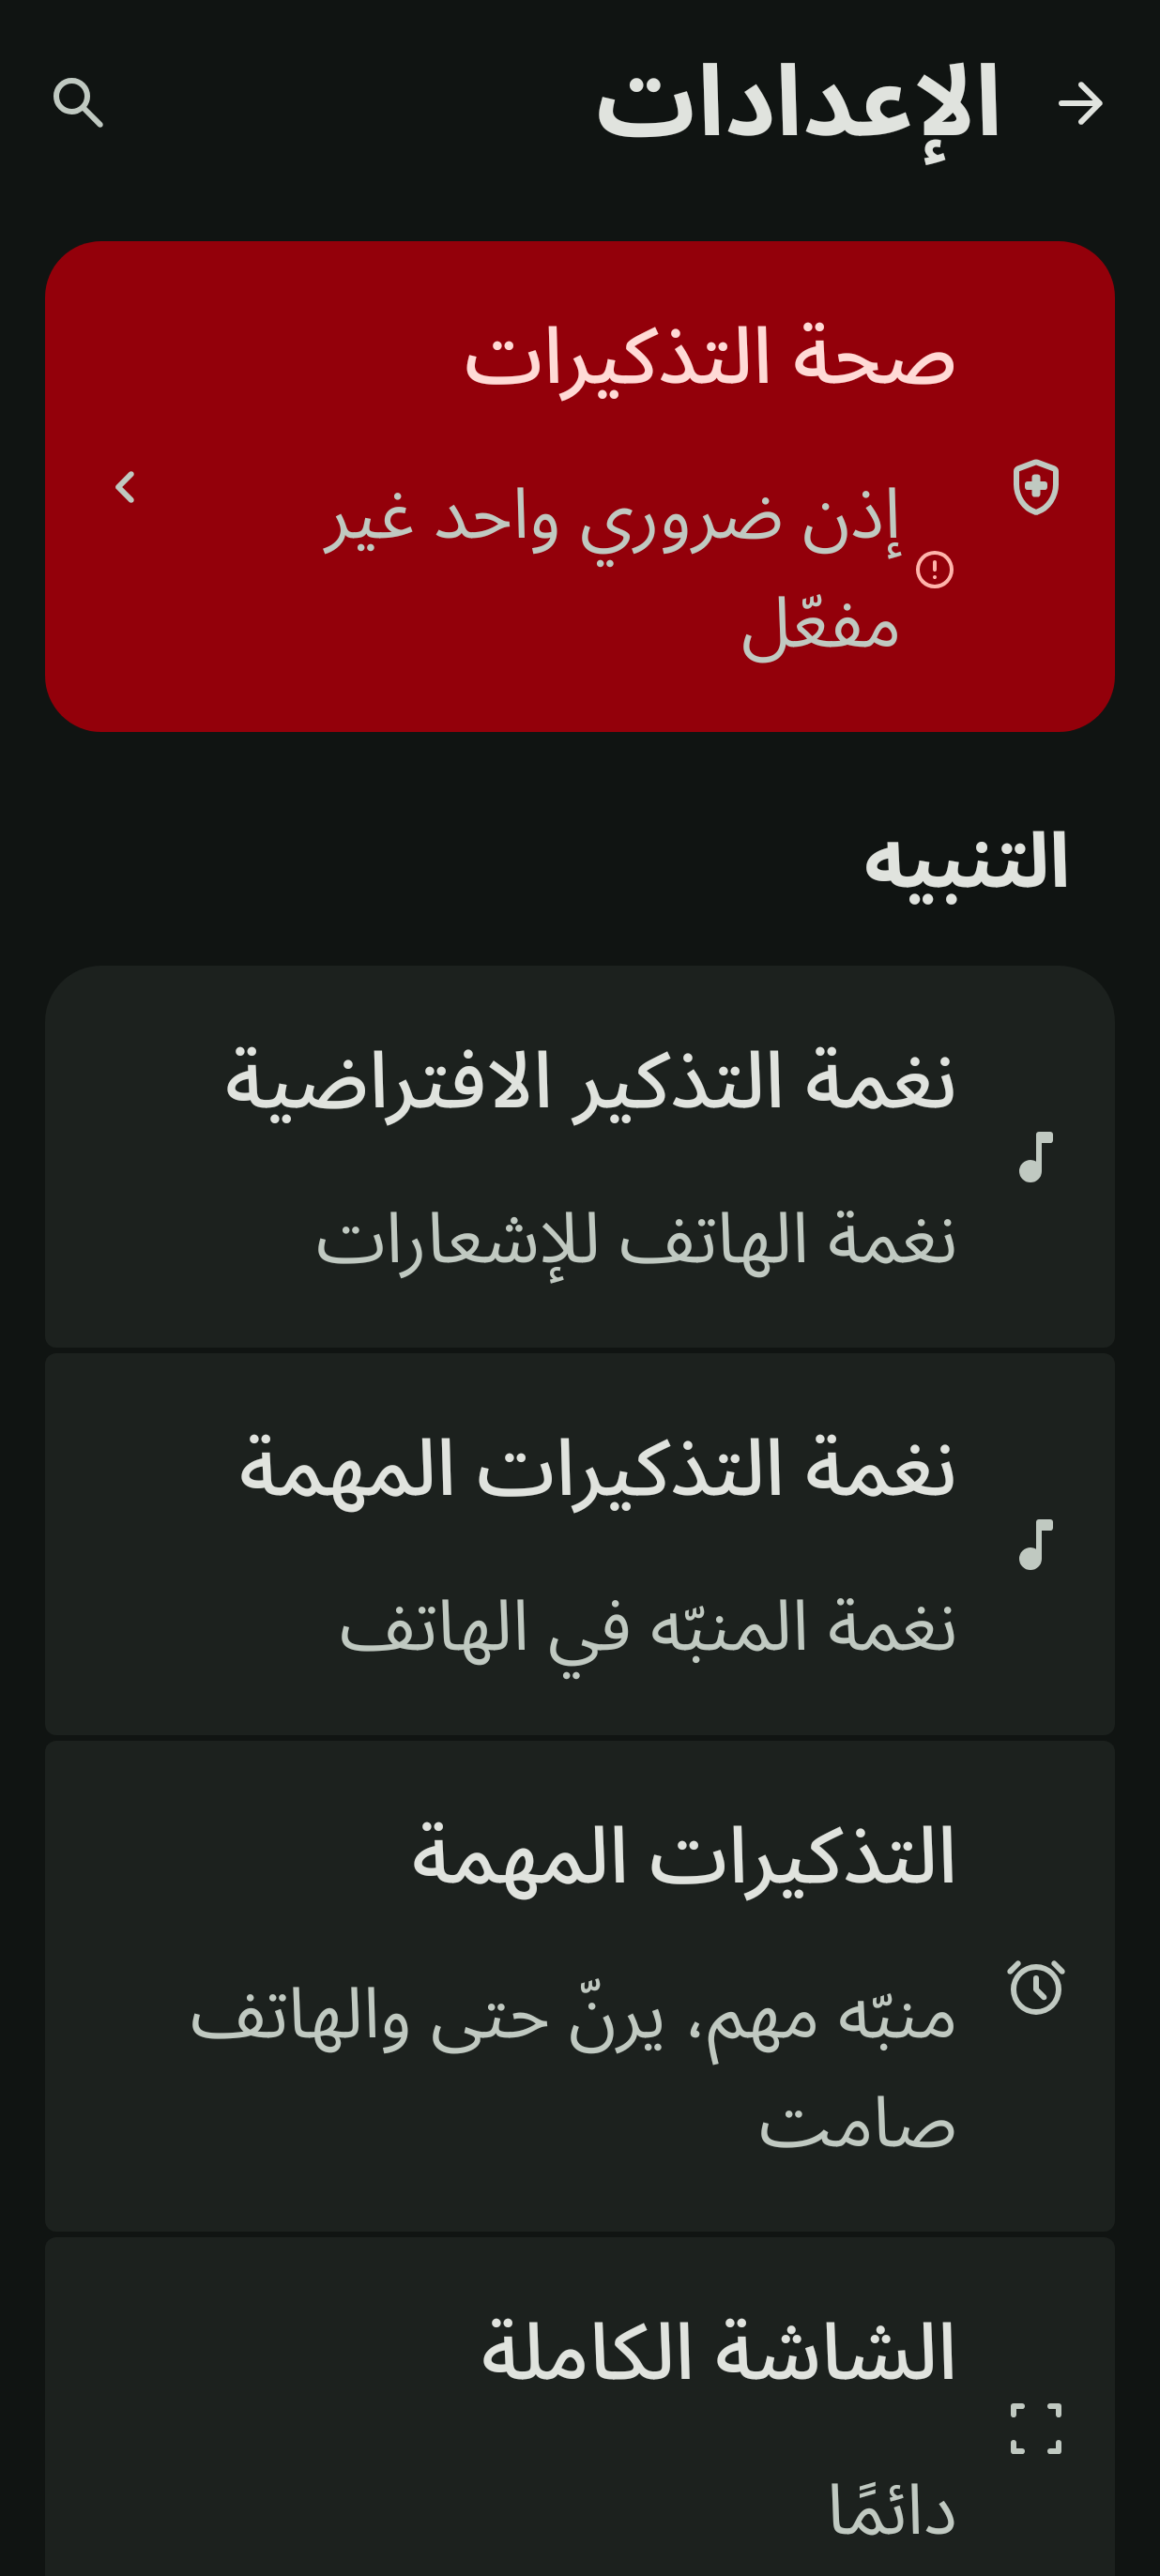 الإعدادات
صحة التذكيرات
إذن ضروري واحد غير
مفعّل
التنبيه
نغمة التذكير الافتراضية
نغمة الهاتف للإشعارات
نغمة التذكيرات المهمة
نغمة المنبّه في الهاتف
التذكيرات المهمة
منبّه مهم، يرنّ حتى والهاتف
صامت
الشاشة الكاملة
دائمًا